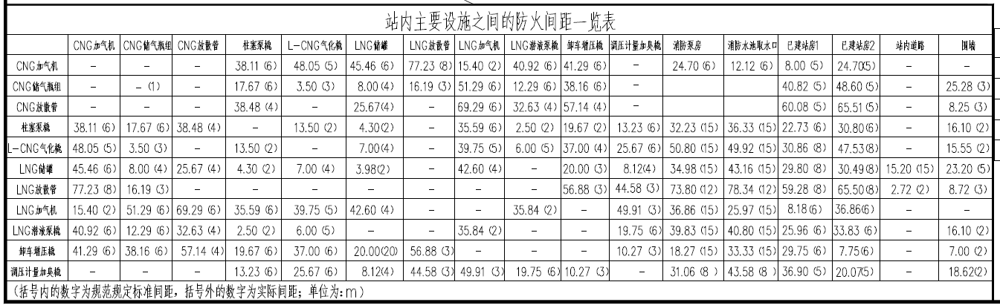 站内主要设施之间的防火间距一览表
CNG加气机 CNG储气瓶组 CNG放散管 柱塞泵橇 L-CNG气化橇 LNG储罐 LNG放散管 LNG加气机 LNG潜液泵橇 卸车增压橇 调压计量加臭橇 消防泵房 消防水池取水口 已建站房1 已建站房2 站内道路 围墙
CNG加气机 - - - 38.11 (6) 48.05 (5) 45.46 (6) 77.23 (8) 15.40 (2) 40.92 (6) 41.29 (6) - 24.70 (6) 12.12 (6) 8.00 (5) 24.70(5) - -
CNG储气瓶组 - - (1) - 17.67 (6) 3.50 (3) 8.00 (4) 16.19 (3) 51.29 (6) 12.29 (6) 38.16 (6) - 40.82 (5) 48.60 (5) - 25.28 (3)
CNG放散管 - - - 38.48 (4) - 25.67(4) - 69.29 (6) 32.63 (4) 57.14 (4) - 60.08 (5) 65.51 (5) - 8.25 (3)
柱塞泵橇 38.11 (6) 17.67 (6) 38.48 (4) - 13.50 (2) 4.30(2) - 35.59 (6) 2.50 (2) 19.67 (2) 13.23 (6) 32.23 (15) 36.33 (15) 22.73 (6) 30.80(6) - 16.10 (2)
L-CNG气化橇 48.05 (5) 3.50 (3) - 13.50 (2) - 7.00(4) - 39.75 (5) 6.00 (5) 37.00 (4) 25.67 (6) 50.80 (15) 49.92 (15) 30.86 (8) 47.53(8) - 15.55 (2)
LNG储罐 45.46 (6) 8.00 (4) 25.67 (4) 4.30 (2) 7.00 (4) 3.98(2) - 42.60 (4) - 20.00 (3) 8.12(4) 34.98 (15) 43.16 (15) 29.80 (8) 30.49(8) 15.20 (15) 23.20 (5)
LNG放散管 77.23 (8) 16.19 (3) - - - - - - - 56.88 (3) 44.58 (3) 73.80 (12) 78.34 (12) 59.28 (8) 65.50(8) 2.72 (2) 8.72 (3)
LNG加气机 15.40 (2) 51.29 (6) 69.29 (6) 35.59 (6) 39.75 (5) 42.60 (4) - - 35.84 (2) - 49.91 (3) 36.86 (15) 25.97 (15) 8.18(6) 36.86(6) - -
LNG潜液泵橇 40.92 (6) 12.29 (6) 32.63 (4) 2.50 (2) 6.00 (5) - - 35.84 (2) - - 19.75 (6) 39.83 (15) 40.80 (15) 25.96 (6) 33.83 (6) - 16.10 (2)
卸车增压橇 41.29 (6) 38.16 (6) 57.14 (4) 19.67 (6) 37.00 (6) 20.00(20) 56.88 (3) - - - 10.27 (3) 18.27 (15) 33.33 (15) 29.75 (6) 7.75(6) - 7.00 (2)
调压计量加臭橇 - - - 13.23 (6) 25.67 (6) 8.12(4) 44.58 (3) 49.91 (3) 19.75 (6) 10.27 (3) - 31.06 (8 ) 43.58 (8 ) 36.90 (5) 20.07(5) - 18.62(2)
(括号内的数字为规范规定标准间距，括号外的数字为实际间距；单位为:m)